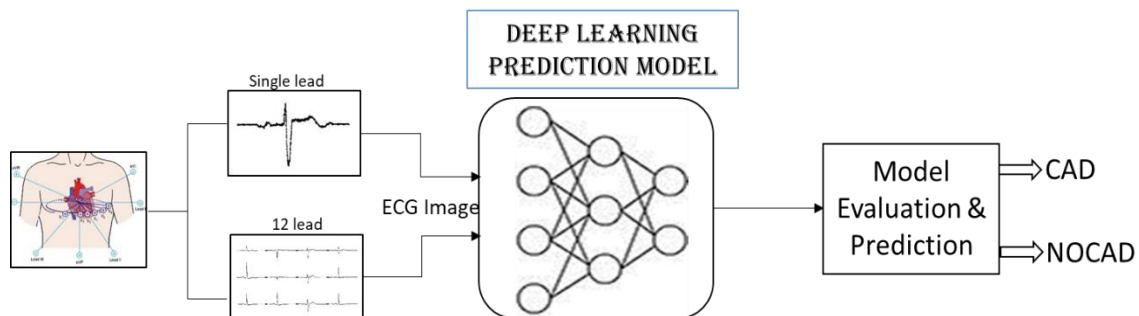 DEEP LEARNING
PREDICTION MODEL
Single lead
12 lead
ECG Image
Model
Evaluation &
Prediction
CAD
NOCAD